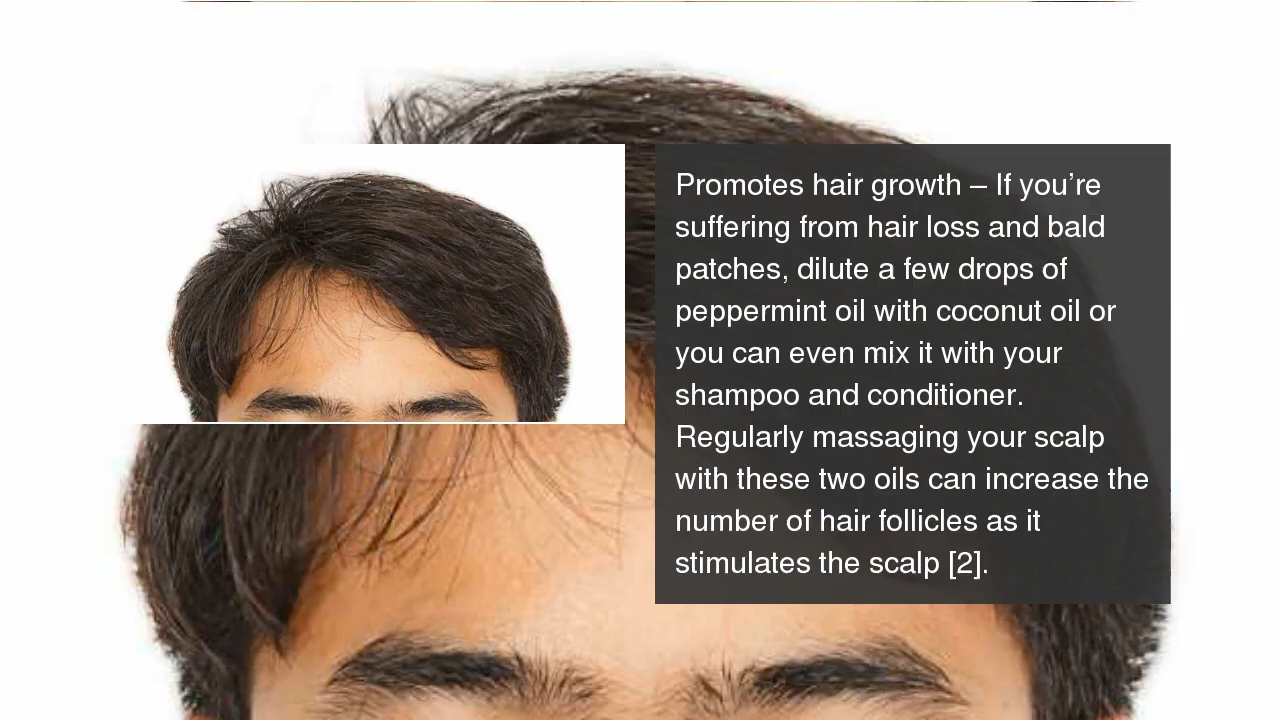 Promotes hair growth – If you’re
suffering from hair loss and bald
patches, dilute a few drops of
peppermint oil with coconut oil or
you can even mix it with your
shampoo and conditioner.
Regularly massaging your scalp
with these two oils can increase the
number of hair follicles as it
stimulates the scalp [2].